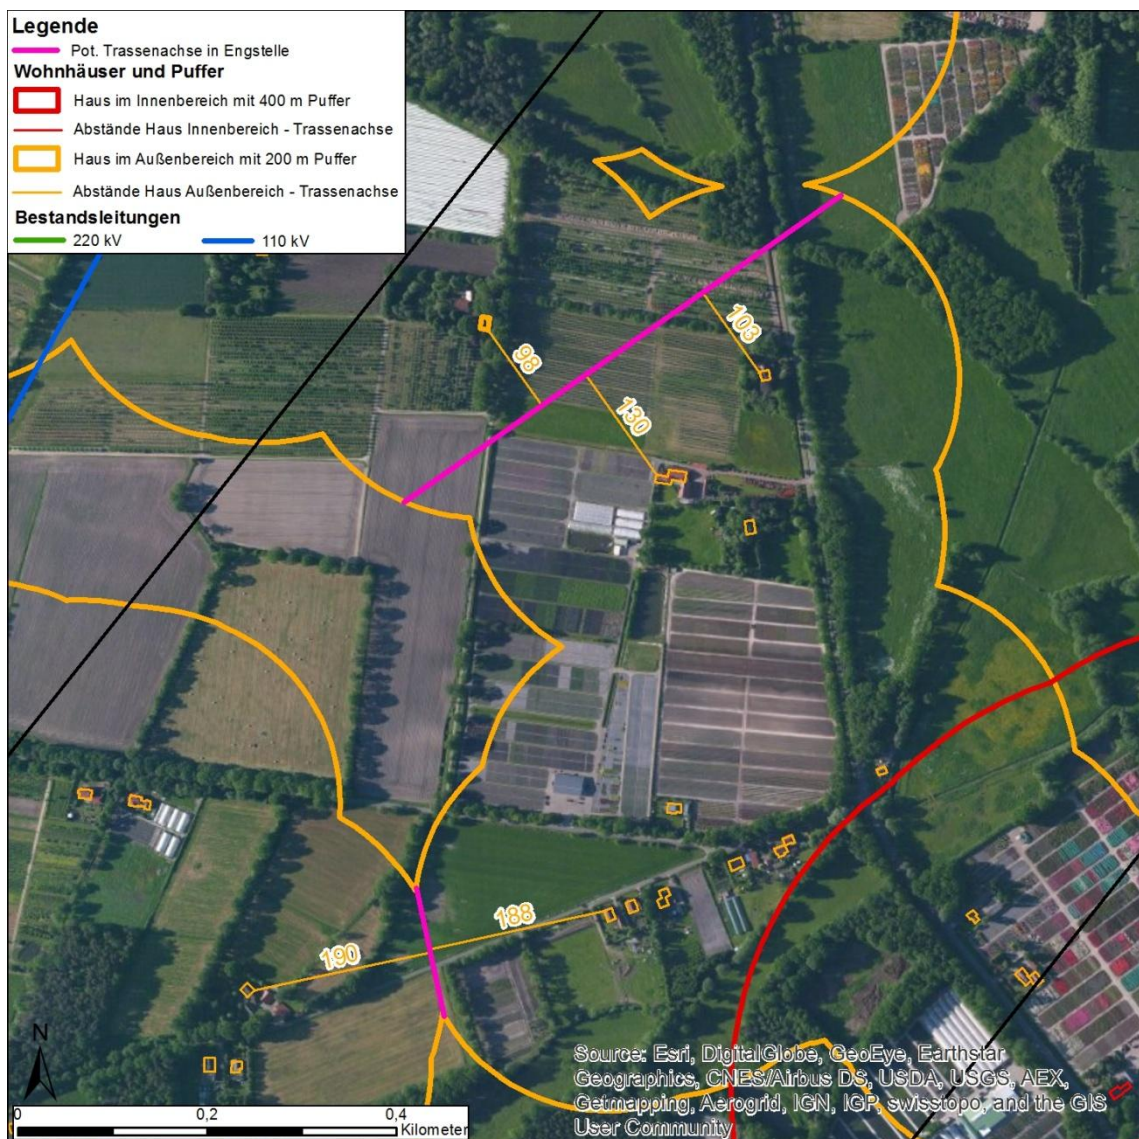 Legende
Pot. Trassenachse in Engstelle
Wohnhäuser und Puffer
Haus im Innenbereich mit 400 m Puffer
Abstände Haus Innenbereich - Trassenachse
Haus im Außenbereich mit 200 m Puffer
Abstände Haus Außenbereich - Trassenachse
Bestandsleitungen
220 kV 110 kV
103
98
130
188
190
N
Source: Esri, DigitalGlobe, GeoEye, Earthstar
Geographics, CNES/Airbus DS, USDA, USGS, AEX,
Getmapping, Aerogrid, IGN, IGP, swisstopo, and the GIS
User Community
0 0,2 0,4
Kilometer